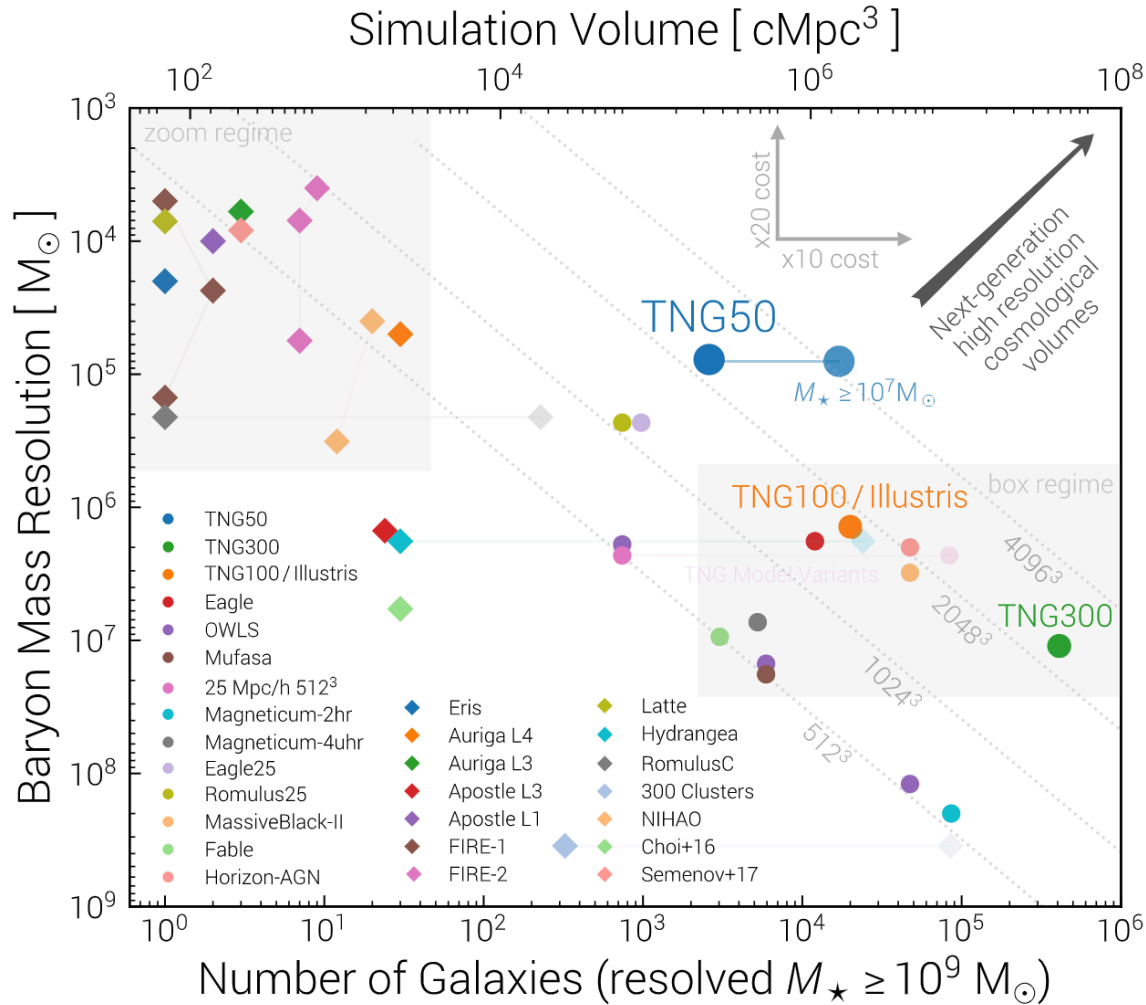 Simulation Volume [ cMpc³ ]
10² 10⁴ 10⁶ 10⁸
Baryon Mass Resolution [ M☉ ]
10³
10⁴
10⁵
10⁶
10⁷
10⁸
10⁹
zoom regime
x20 cost
x10 cost
Next-generation
high resolution
cosmological
volumes
TNG50
M⋆ ≥ 10⁷M☉
box regime
TNG100 / Illustris
TNG Model Variants
TNG300
4096³
2048³
1024³
512³
TNG50
TNG300
TNG100 / Illustris
Eagle
OWLS
Mufasa
25 Mpc/h 512³
Magneticum-2hr
Magneticum-4uhr
Eagle25
Romulus25
MassiveBlack-II
Fable
Horizon-AGN
Eris
Auriga L4
Auriga L3
Apostle L3
Apostle L1
FIRE-1
FIRE-2
Latte
Hydrangea
RomulusC
300 Clusters
NIHAO
Choi+16
Semenov+17
10⁰ 10¹ 10² 10³ 10⁴ 10⁵ 10⁶
Number of Galaxies (resolved M⋆ ≥ 10⁹ M☉)